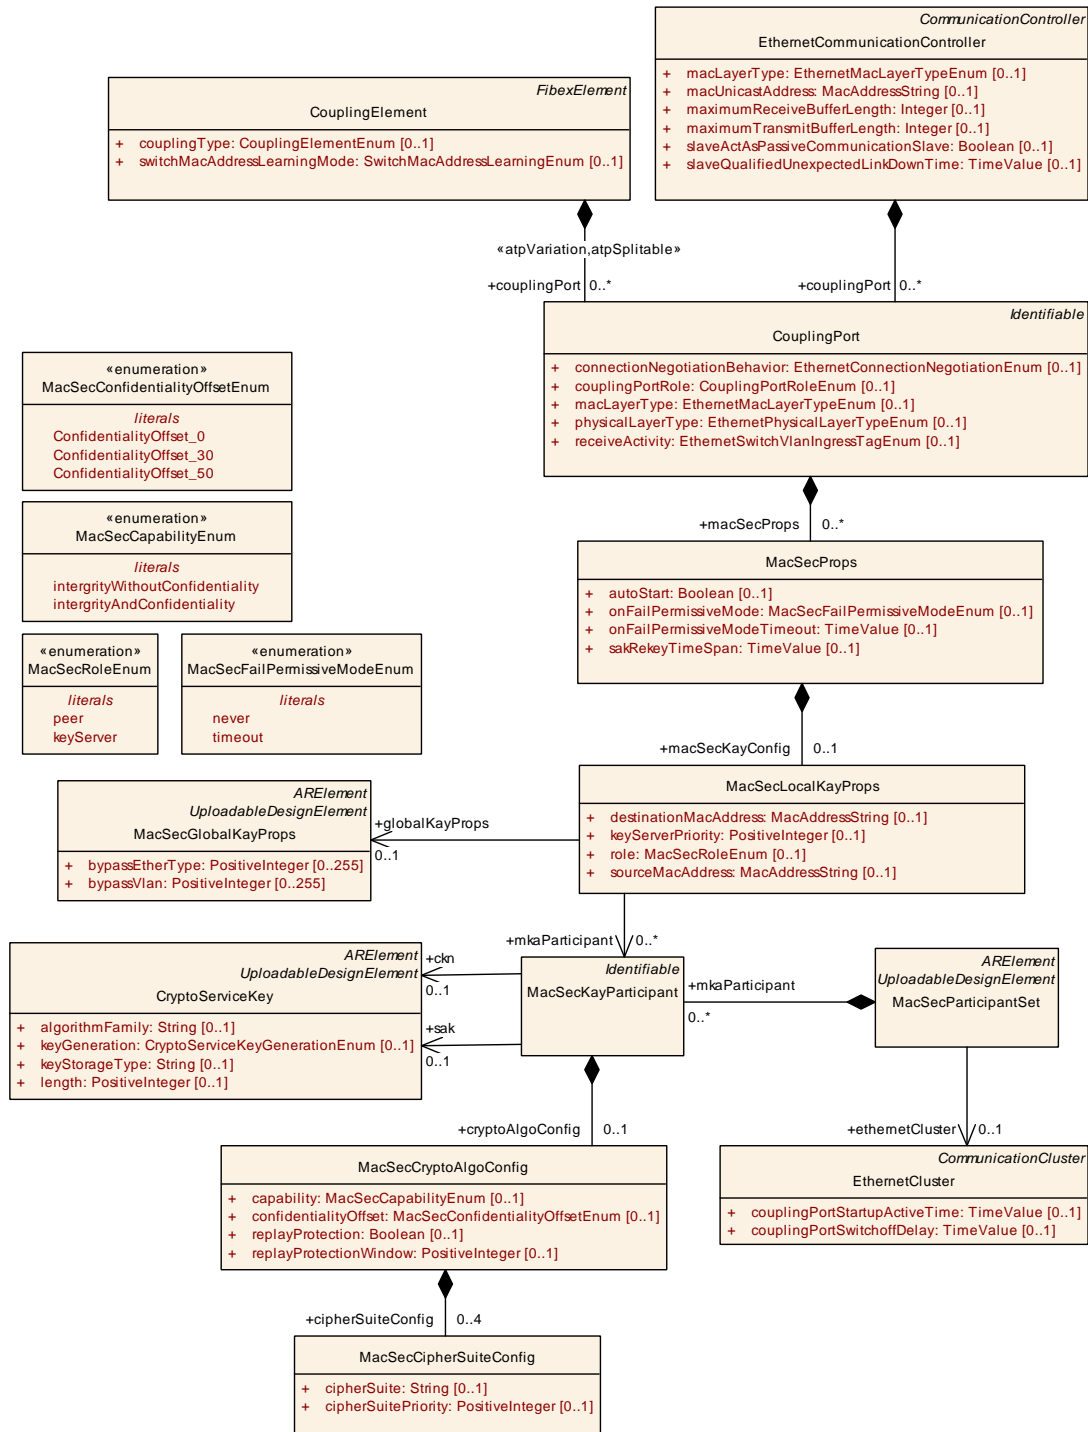 CommunicationController
EthernetCommunicationController
+ macLayerType: EthernetMacLayerTypeEnum [0..1]
+ macUnicastAddress: MacAddressString [0..1]
+ maximumReceiveBufferLength: Integer [0..1]
+ maximumTransmitBufferLength: Integer [0..1]
+ slaveActAsPassiveCommunicationSlave: Boolean [0..1]
+ slaveQualifiedUnexpectedLinkDownTime: TimeValue [0..1]
FibexElement
CouplingElement
+ couplingType: CouplingElementEnum [0..1]
+ switchMacAddressLearningMode: SwitchMacAddressLearningEnum [0..1]
«atpVariation,atpSplitable»
+couplingPort 0..*
+couplingPort 0..*
Identifiable
CouplingPort
+ connectionNegotiationBehavior: EthernetConnectionNegotiationEnum [0..1]
+ couplingPortRole: CouplingPortRoleEnum [0..1]
+ macLayerType: EthernetMacLayerTypeEnum [0..1]
+ physicalLayerType: EthernetPhysicalLayerTypeEnum [0..1]
+ receiveActivity: EthernetSwitchVlanIngressTagEnum [0..1]
«enumeration»
MacSecConfidentialityOffsetEnum
literals
ConfidentialityOffset_0
ConfidentialityOffset_30
ConfidentialityOffset_50
«enumeration»
MacSecCapabilityEnum
literals
intergrityWithoutConfidentiality
intergrityAndConfidentiality
+macSecProps 0..*
MacSecProps
+ autoStart: Boolean [0..1]
+ onFailPermissiveMode: MacSecFailPermissiveModeEnum [0..1]
+ onFailPermissiveModeTimeout: TimeValue [0..1]
+ sakRekeyTimeSpan: TimeValue [0..1]
«enumeration»
MacSecRoleEnum
literals
peer
keyServer
«enumeration»
MacSecFailPermissiveModeEnum
literals
never
timeout
+macSecKayConfig 0..1
MacSecLocalKayProps
+ destinationMacAddress: MacAddressString [0..1]
+ keyServerPriority: PositiveInteger [0..1]
+ role: MacSecRoleEnum [0..1]
+ sourceMacAddress: MacAddressString [0..1]
+globalKayProps
0..1
ARElement
UploadableDesignElement
MacSecGlobalKayProps
+ bypassEtherType: PositiveInteger [0..255]
+ bypassVlan: PositiveInteger [0..255]
+mkaParticipant 0..*
ARElement
UploadableDesignElement
CryptoServiceKey
+ algorithmFamily: String [0..1]
+ keyGeneration: CryptoServiceKeyGenerationEnum [0..1]
+ keyStorageType: String [0..1]
+ length: PositiveInteger [0..1]
+ckn
0..1
+sak
0..1
Identifiable
MacSecKayParticipant
+mkaParticipant
0..*
ARElement
UploadableDesignElement
MacSecParticipantSet
+cryptoAlgoConfig 0..1
+ethernetCluster 0..1
MacSecCryptoAlgoConfig
+ capability: MacSecCapabilityEnum [0..1]
+ confidentialityOffset: MacSecConfidentialityOffsetEnum [0..1]
+ replayProtection: Boolean [0..1]
+ replayProtectionWindow: PositiveInteger [0..1]
CommunicationCluster
EthernetCluster
+ couplingPortStartupActiveTime: TimeValue [0..1]
+ couplingPortSwitchoffDelay: TimeValue [0..1]
+cipherSuiteConfig 0..4
MacSecCipherSuiteConfig
+ cipherSuite: String [0..1]
+ cipherSuitePriority: PositiveInteger [0..1]